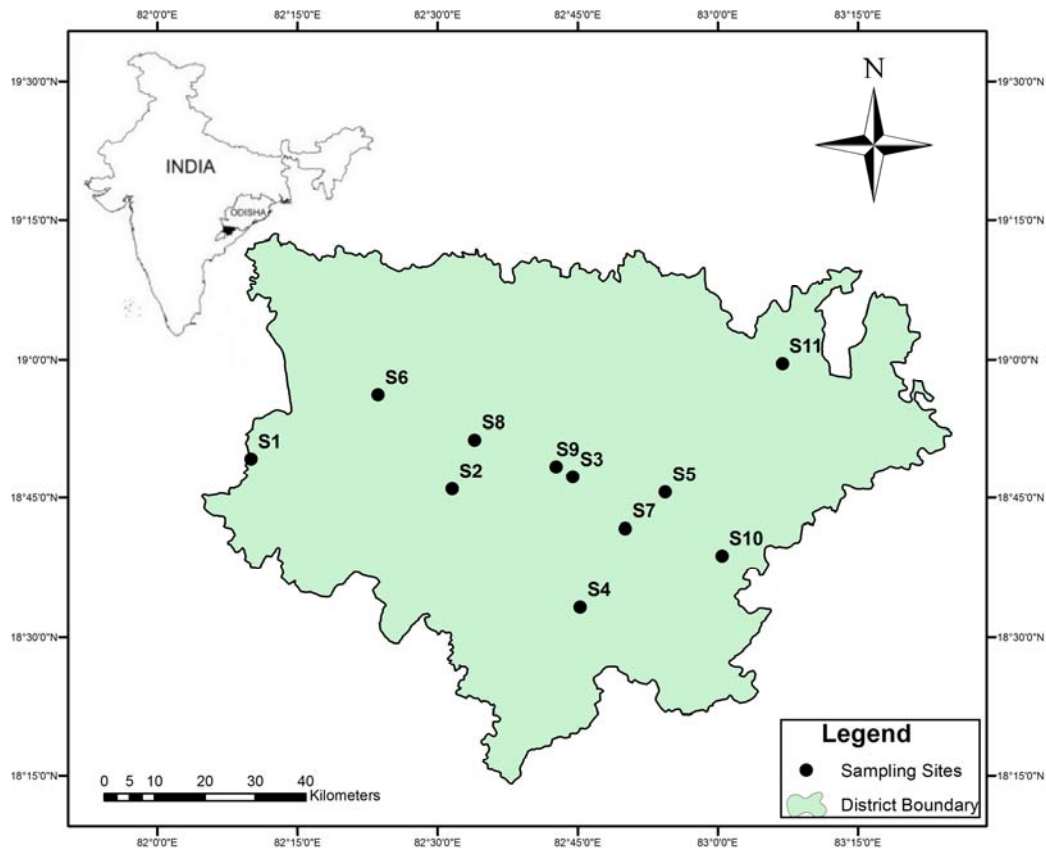 82°0'0"E 82°15'0"E 82°30'0"E 82°45'0"E 83°0'0"E 83°15'0"E
19°30'0"N 19°30'0"N
N
INDIA
ODISHA
19°15'0"N 19°15'0"N
19°0'0"N 19°0'0"N
S11
S6
S8
S1
S9
S3
S2
S5
18°45'0"N 18°45'0"N
S7
S10
S4
18°30'0"N 18°30'0"N
Legend
Sampling Sites
District Boundary
18°15'0"N 18°15'0"N
0 5 10 20 30 40
Kilometers
82°0'0"E 82°15'0"E 82°30'0"E 82°45'0"E 83°0'0"E 83°15'0"E